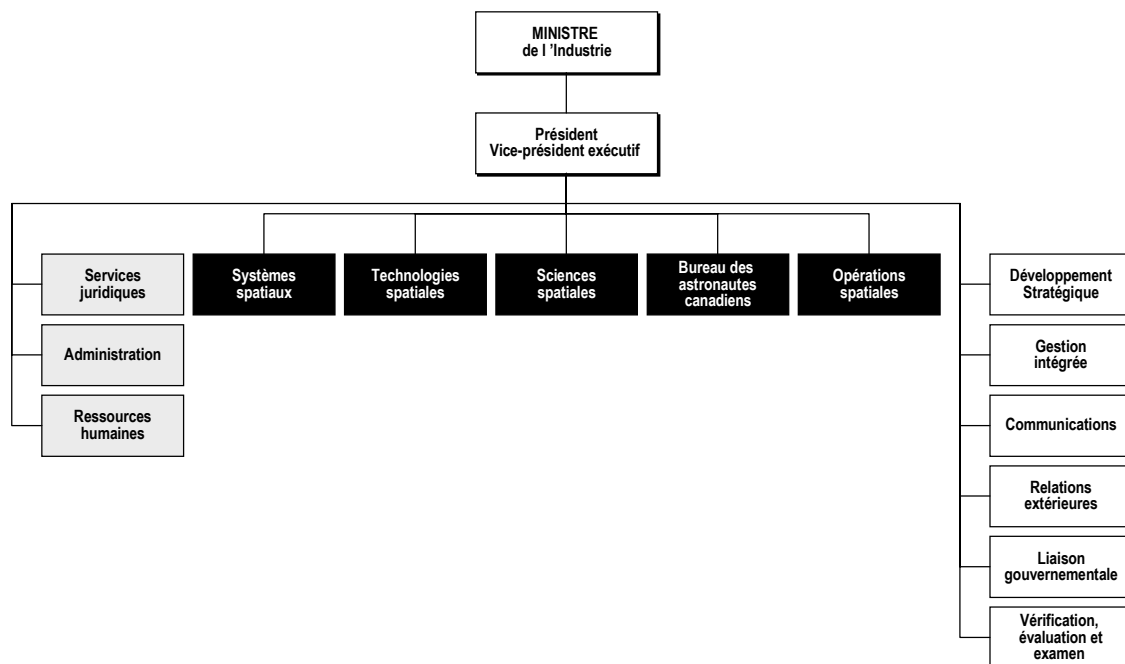 MINISTRE
de l ’Industrie
Président
Vice-président exécutif
Services
juridiques
Systèmes
spatiaux
Technologies
spatiales
Sciences
spatiales
Bureau des
astronautes
canadiens
Opérations
spatiales
Développement
Stratégique
Administration
Gestion
intégrée
Ressources
humaines
Communications
Relations
extérieures
Liaison
gouvernementale
Vérification,
évaluation et
examen